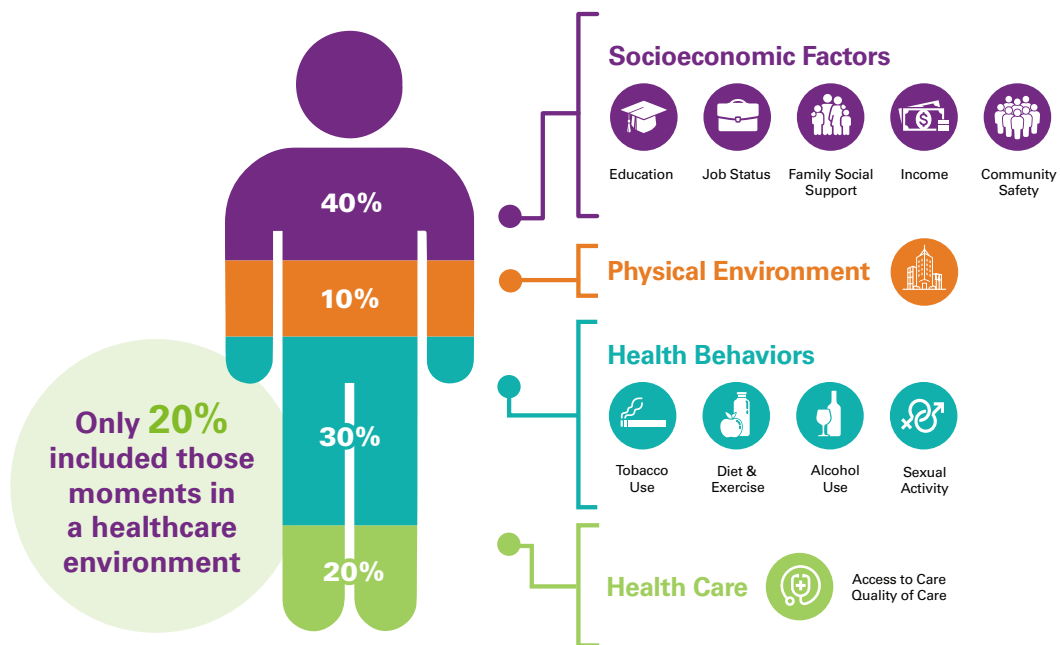 40%
10%
30%
20%
Only 20%
included those
moments in
a healthcare
environment
Socioeconomic Factors
Education
Job Status
Family Social
Support
Income
Community
Safety
Physical Environment
Health Behaviors
Tobacco
Use
Diet &
Exercise
Alcohol
Use
Sexual
Activity
Health Care
Access to Care
Quality of Care